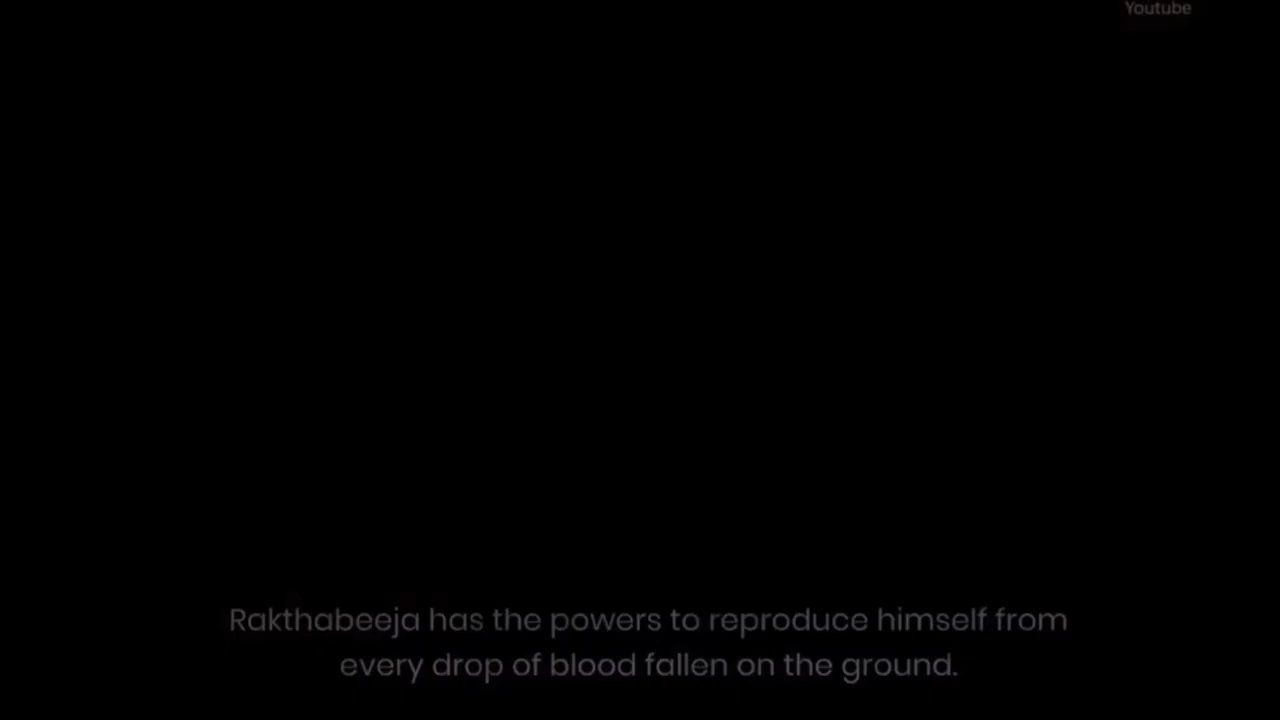 Youtube
Rakthabeeja has the powers to reproduce himself from
every drop of blood fallen on the ground.